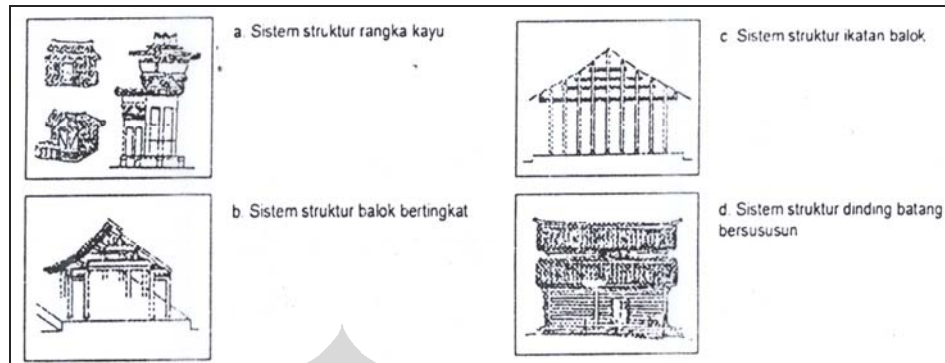 a. Sistem struktur rangka kayu
b. Sistem struktur balok bertingkat
c Sistem struktur ikatan balok
d. Sistem struktur dinding batang
bersususun